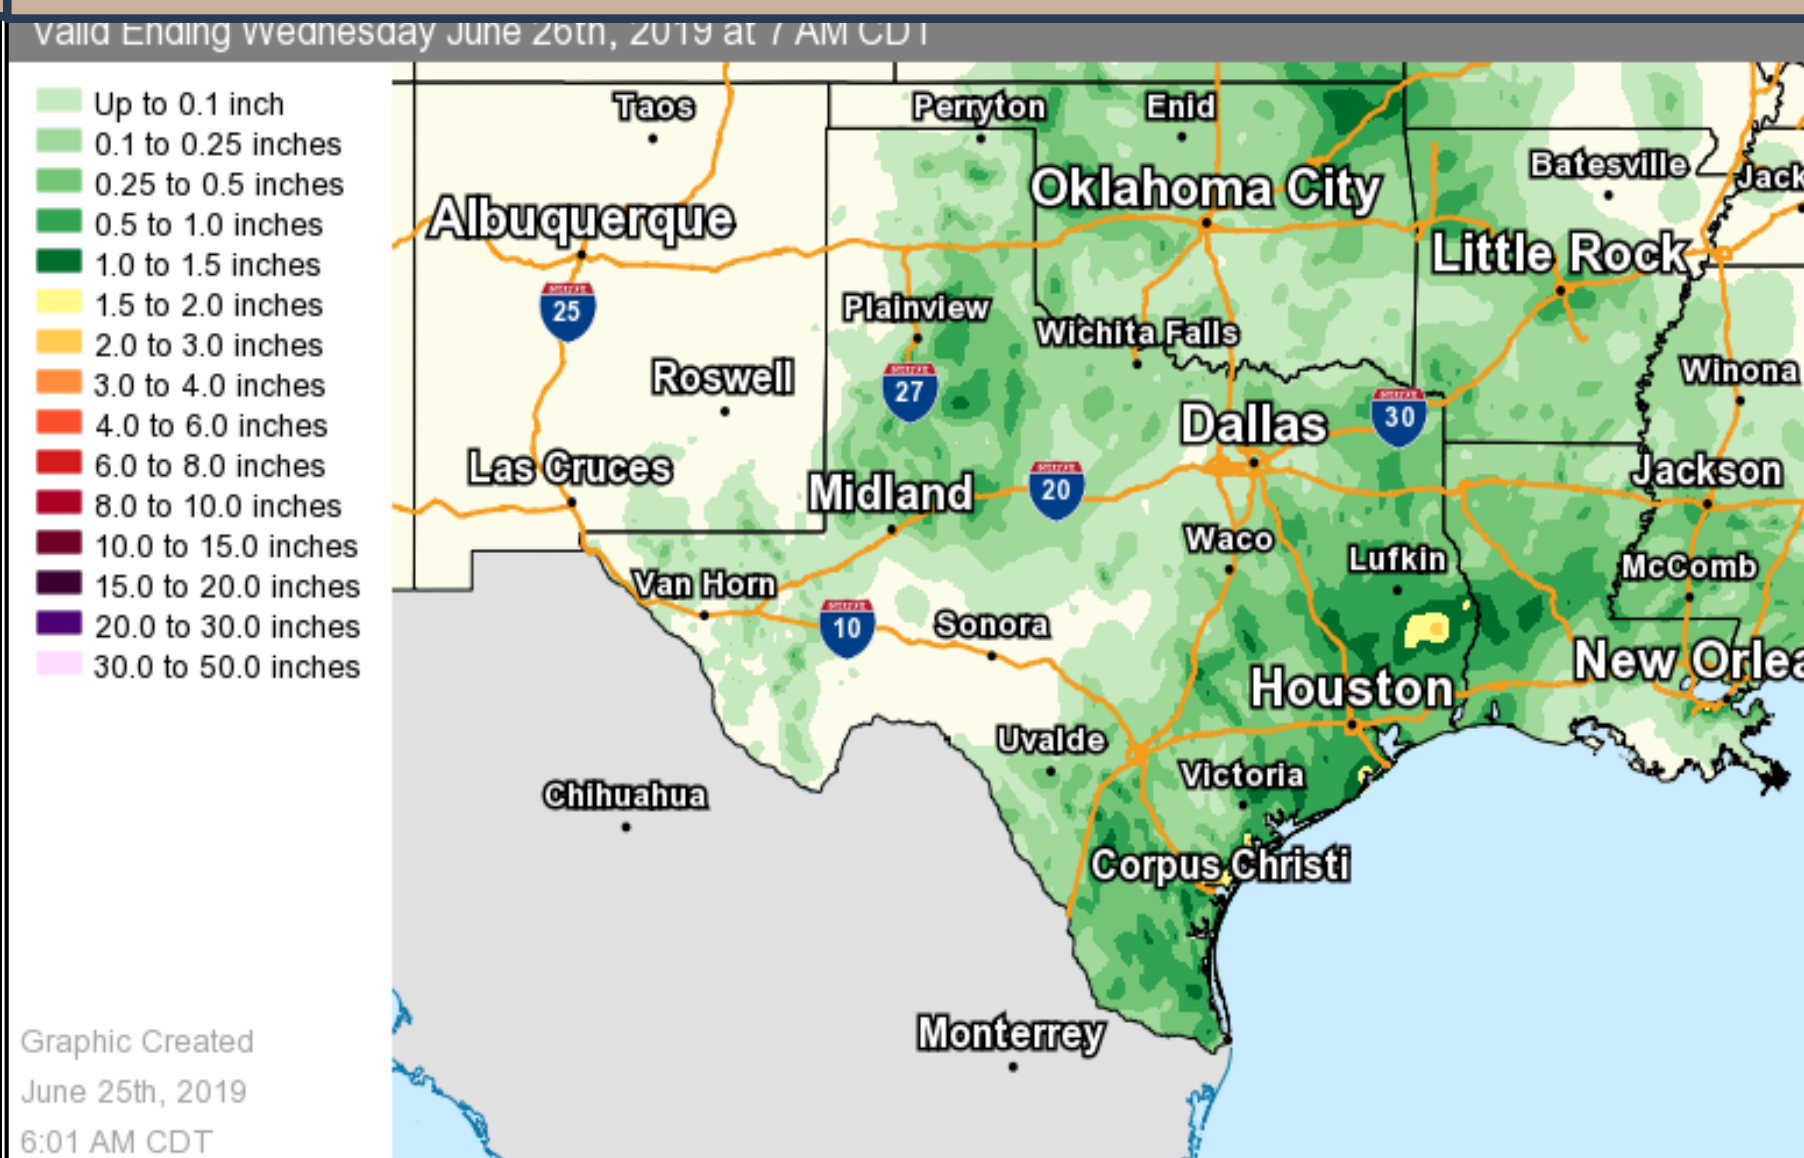 Valid Ending Wednesday June 26th, 2019 at 7 AM CDT
Up to 0.1 inch
0.1 to 0.25 inches
0.25 to 0.5 inches
0.5 to 1.0 inches
1.0 to 1.5 inches
1.5 to 2.0 inches
2.0 to 3.0 inches
3.0 to 4.0 inches
4.0 to 6.0 inches
6.0 to 8.0 inches
8.0 to 10.0 inches
10.0 to 15.0 inches
15.0 to 20.0 inches
20.0 to 30.0 inches
30.0 to 50.0 inches
Graphic Created
June 25th, 2019
6:01 AM CDT
Taos
Perryton
Enid
Batesville
Jack
Oklahoma City
Albuquerque
Little Rock
25
Plainview
Wichita Falls
Winona
Roswell
27
30
Dallas
Las Cruces
Jackson
Midland
20
Waco
Lufkin
McComb
Van Horn
10
Sonora
New Orlea
Houston
Uvalde
Victoria
Chihuahua
Corpus Christi
Monterrey